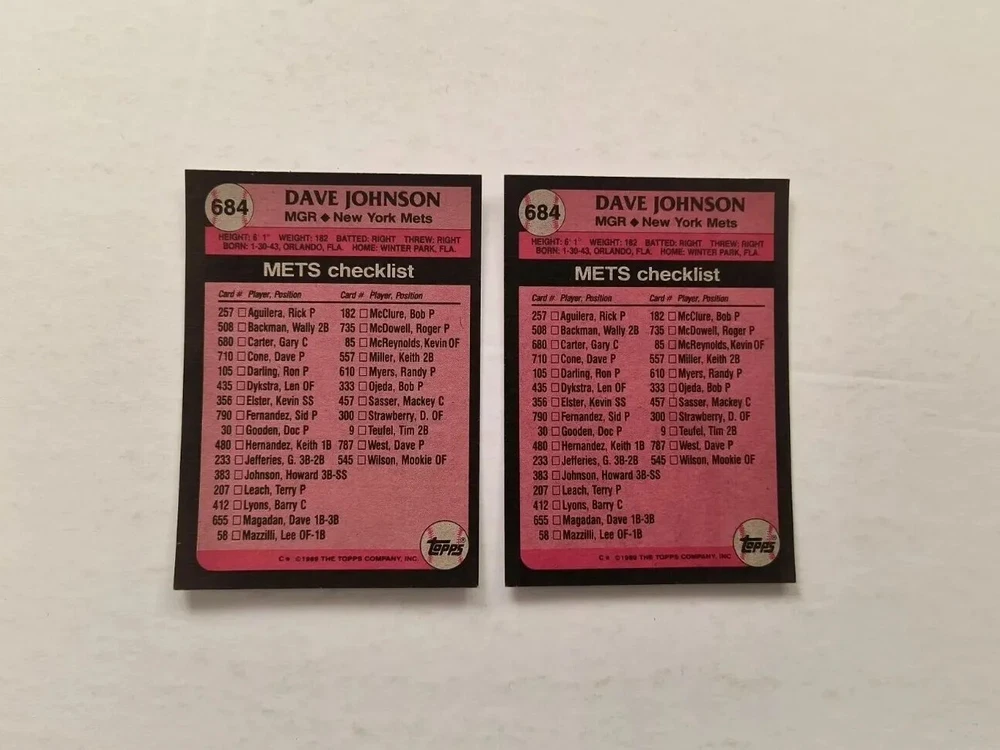 684
DAVE JOHNSON
MGR ◆ New York Mets
HEIGHT: 6' 1" WEIGHT: 182 BATTED: RIGHT THREW: RIGHT
BORN: 1-30-43, ORLANDO, FLA. HOME: WINTER PARK, FLA.
METS checklist
Card # Player, Position Card # Player, Position
257 □ Aguilera, Rick P 182 □ McClure, Bob P
508 □ Backman, Wally 2B 735 □ McDowell, Roger P
680 □ Carter, Gary C 85 □ McReynolds, Kevin OF
710 □ Cone, Dave P 557 □ Miller, Keith 2B
105 □ Darling, Ron P 610 □ Myers, Randy P
435 □ Dykstra, Len OF 333 □ Ojeda, Bob P
356 □ Elster, Kevin SS 457 □ Sasser, Mackey C
790 □ Fernandez, Sid P 300 □ Strawberry, D. OF
30 □ Gooden, Doc P 9 □ Teufel, Tim 2B
480 □ Hernandez, Keith 1B 787 □ West, Dave P
233 □ Jefferies, G. 3B-2B 545 □ Wilson, Mookie OF
383 □ Johnson, Howard 3B-SS
207 □ Leach, Terry P
412 □ Lyons, Barry C
655 □ Magadan, Dave 1B-3B
58 □ Mazzilli, Lee OF-1B
Topps®
©1989 THE TOPPS COMPANY, INC.
684
DAVE JOHNSON
MGR ◆ New York Mets
HEIGHT: 6' 1" WEIGHT: 182 BATTED: RIGHT THREW: RIGHT
BORN: 1-30-43, ORLANDO, FLA. HOME: WINTER PARK, FLA.
METS checklist
Card # Player, Position Card # Player, Position
257 □ Aguilera, Rick P 182 □ McClure, Bob P
508 □ Backman, Wally 2B 735 □ McDowell, Roger P
680 □ Carter, Gary C 85 □ McReynolds, Kevin OF
710 □ Cone, Dave P 557 □ Miller, Keith 2B
105 □ Darling, Ron P 610 □ Myers, Randy P
435 □ Dykstra, Len OF 333 □ Ojeda, Bob P
356 □ Elster, Kevin SS 457 □ Sasser, Mackey C
790 □ Fernandez, Sid P 300 □ Strawberry, D. OF
30 □ Gooden, Doc P 9 □ Teufel, Tim 2B
480 □ Hernandez, Keith 1B 787 □ West, Dave P
233 □ Jefferies, G. 3B-2B 545 □ Wilson, Mookie OF
383 □ Johnson, Howard 3B-SS
207 □ Leach, Terry P
412 □ Lyons, Barry C
655 □ Magadan, Dave 1B-3B
58 □ Mazzilli, Lee OF-1B
Topps®
©1989 THE TOPPS COMPANY, INC.